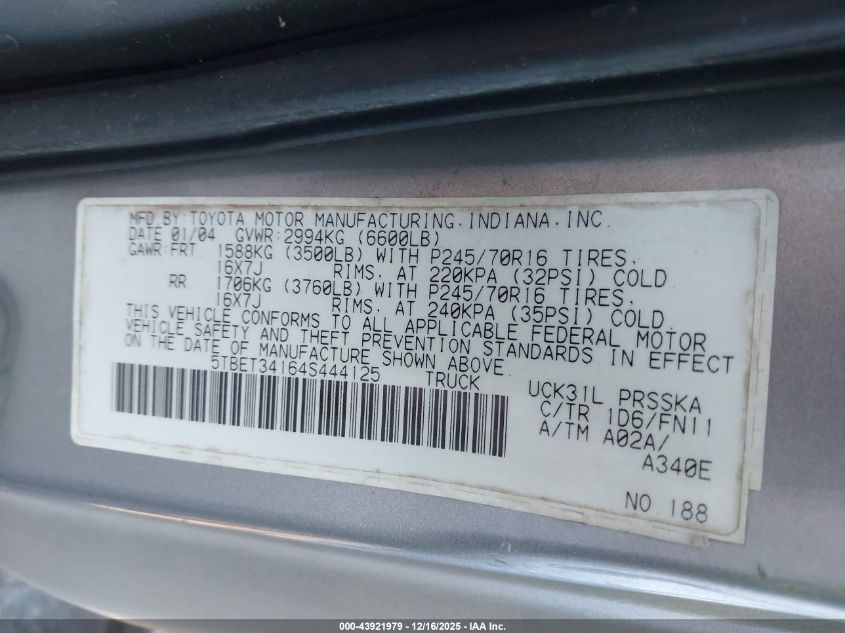 MFD.BY:TOYOTA MOTOR MANUFACTURING.INDIANA.INC.
DATE 01/04 GVWR:2994KG (6600LB)
GAWR:FRT 1588KG (3500LB) WITH P245/70R16 TIRES.
16X7J RIMS. AT 220KPA (32PSI) COLD
RR 1706KG (3760LB) WITH P245/70R16 TIRES.
16X7J RIMS. AT 240KPA (35PSI) COLD.
THIS VEHICLE CONFORMS TO ALL APPLICABLE FEDERAL MOTOR
VEHICLE SAFETY AND THEFT PREVENTION STANDARDS IN EFFECT
ON THE DATE OF MANUFACTURE SHOWN ABOVE.
5TBET34164S444125 TRUCK
UCK31L PRSSKA
C/TR 1D6/FN11
A/TM A02A/
A340E
NO.188
000-43921979 - 12/16/2025 - IAA Inc.